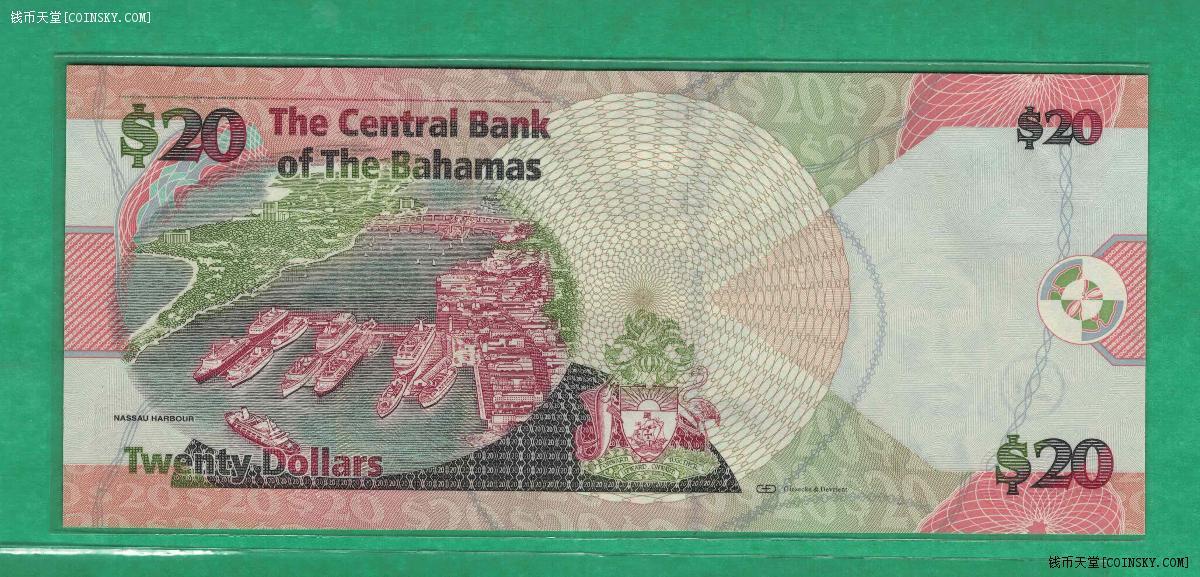 钱币天堂[COINSKY.COM]
$20
The Central Bank
of The Bahamas
$20
NASSAU HARBOUR
Twenty Dollars
$20
Giesecke & Devrient
钱币天堂[COINSKY.COM]